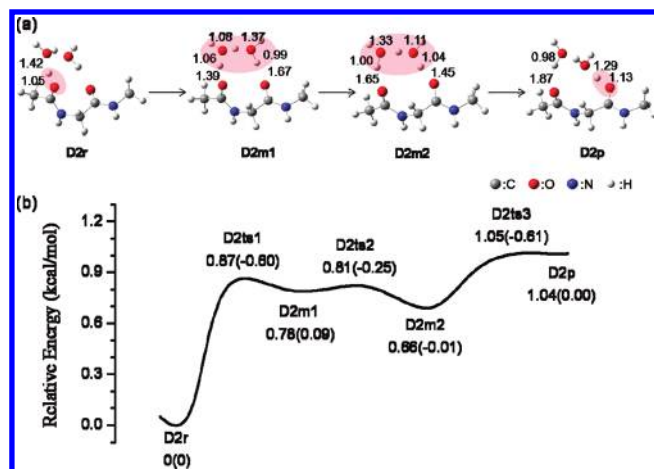 (a)
1.08 1.37 1.33 1.11
1.42 1.06 0.99 1.00 1.04 0.98 1.29
1.05 1.39 1.67 1.65 1.45 1.87 1.13
D2r D2m1 D2m2 D2p
:C :O :N :H
(b)
Relative Energy (kcal/mol)
1.2
0.9
0.6
0.3
0.0
D2ts1
0.87(-0.60)
D2ts2
0.81(-0.25)
D2ts3
1.05(-0.61)
D2m1
0.78(0.09)
D2m2
0.66(-0.01)
D2p
1.04(0.00)
D2r
0(0)